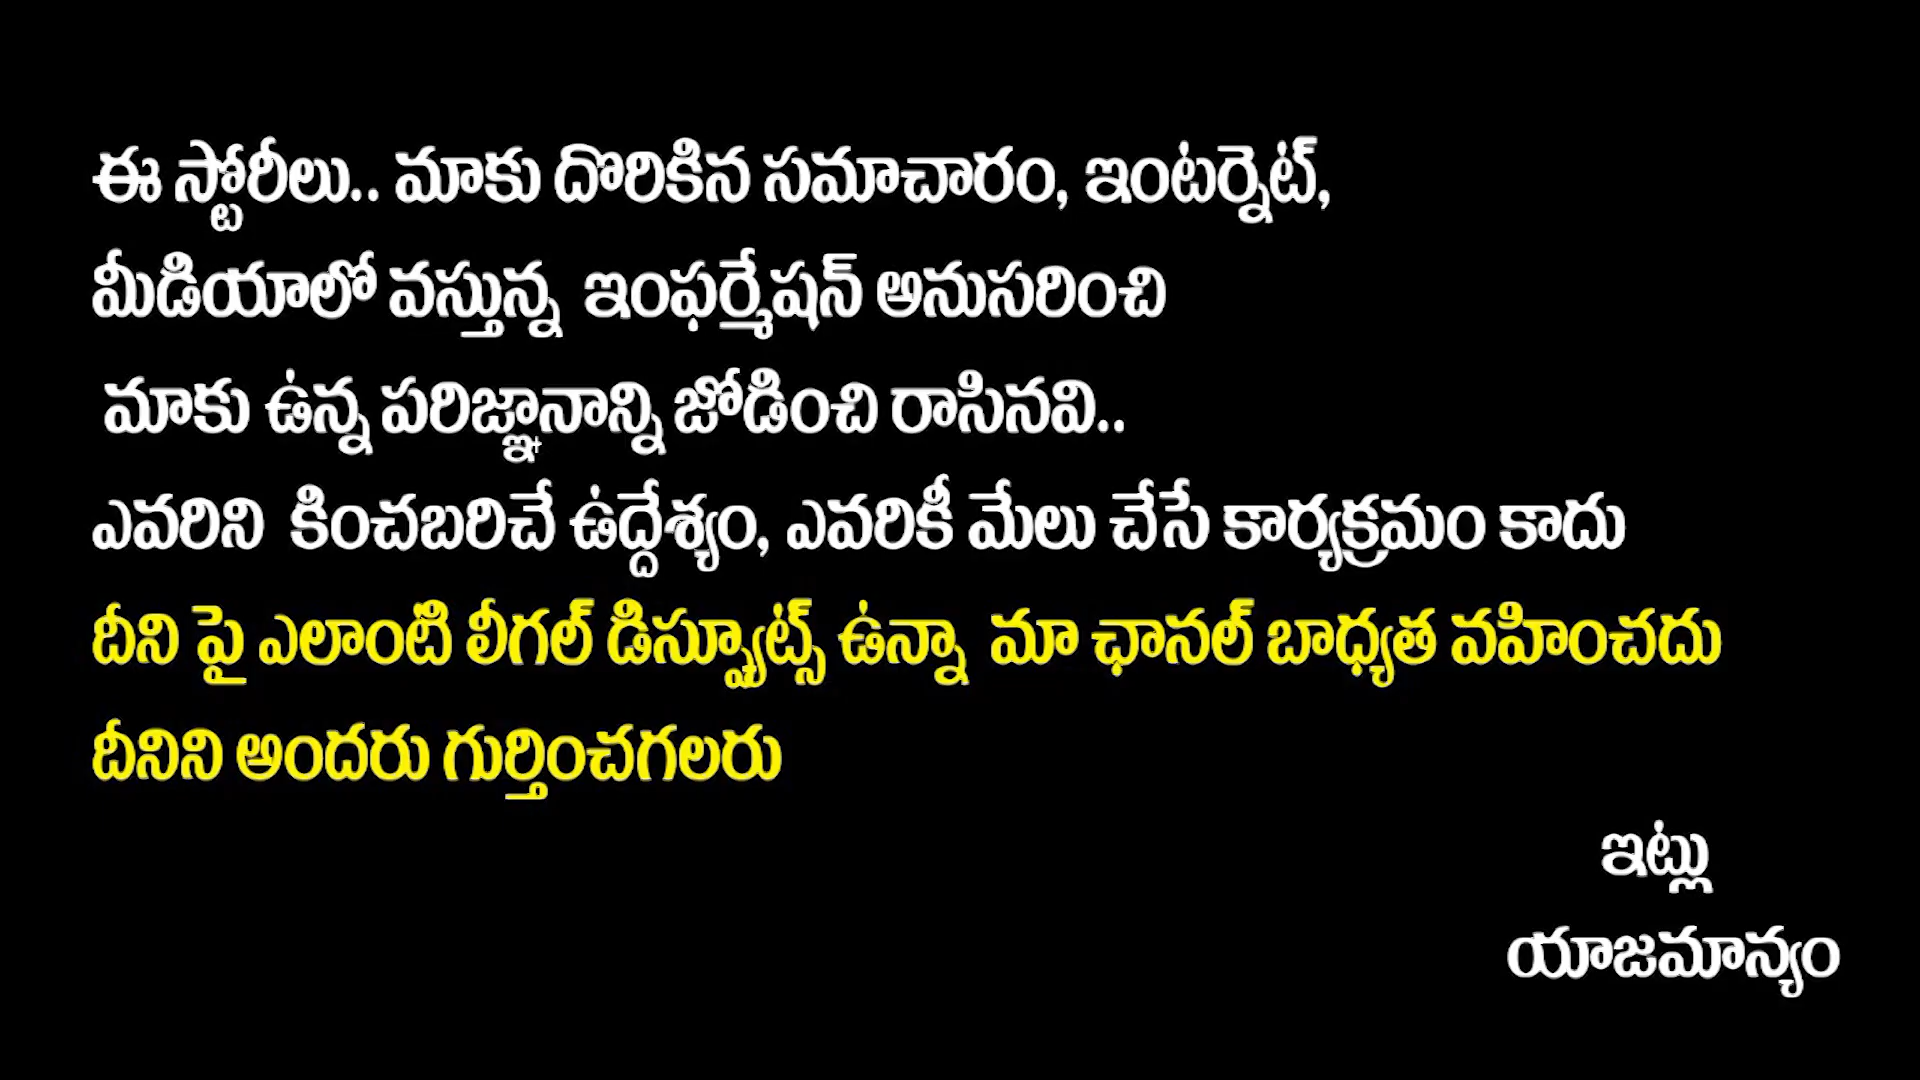 ఈ స్టోరీలు.. మాకు దొరికిన సమాచారం, ఇంటర్నెట్,
మీడియాలో వస్తున్న ఇంఫర్మేషన్ అనుసరించి
మాకు ఉన్న పరిజ్ఞానాన్ని జోడించి రాసినవి..
ఎవరిని కించబరిచే ఉద్దేశ్యం, ఎవరికీ మేలు చేసే కార్యక్రమం కాదు
దీని పై ఎలాంటి లీగల్ డిస్ప్యూట్స్ ఉన్నా మా ఛానల్ బాధ్యత వహించదు
దీనిని అందరు గుర్తించగలరు
ఇట్లు
యాజమాన్యం